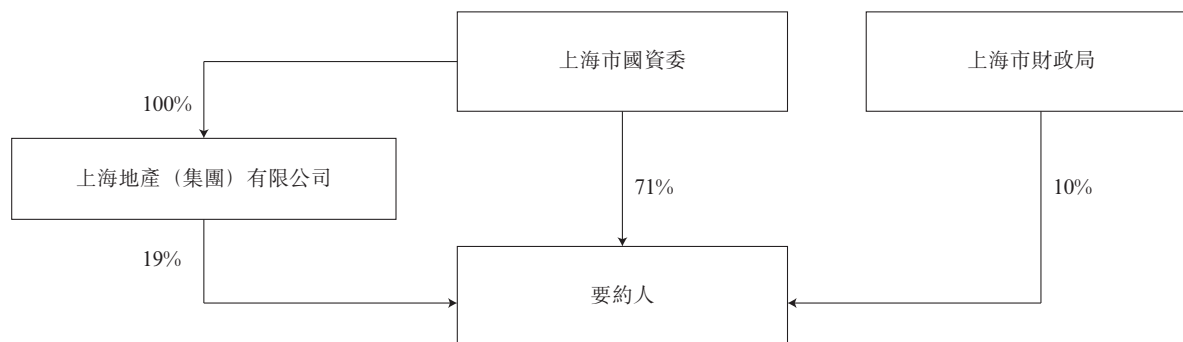 上海市國資委
上海市財政局
100%
上海地產（集團）有限公司
71%
10%
19%
要約人